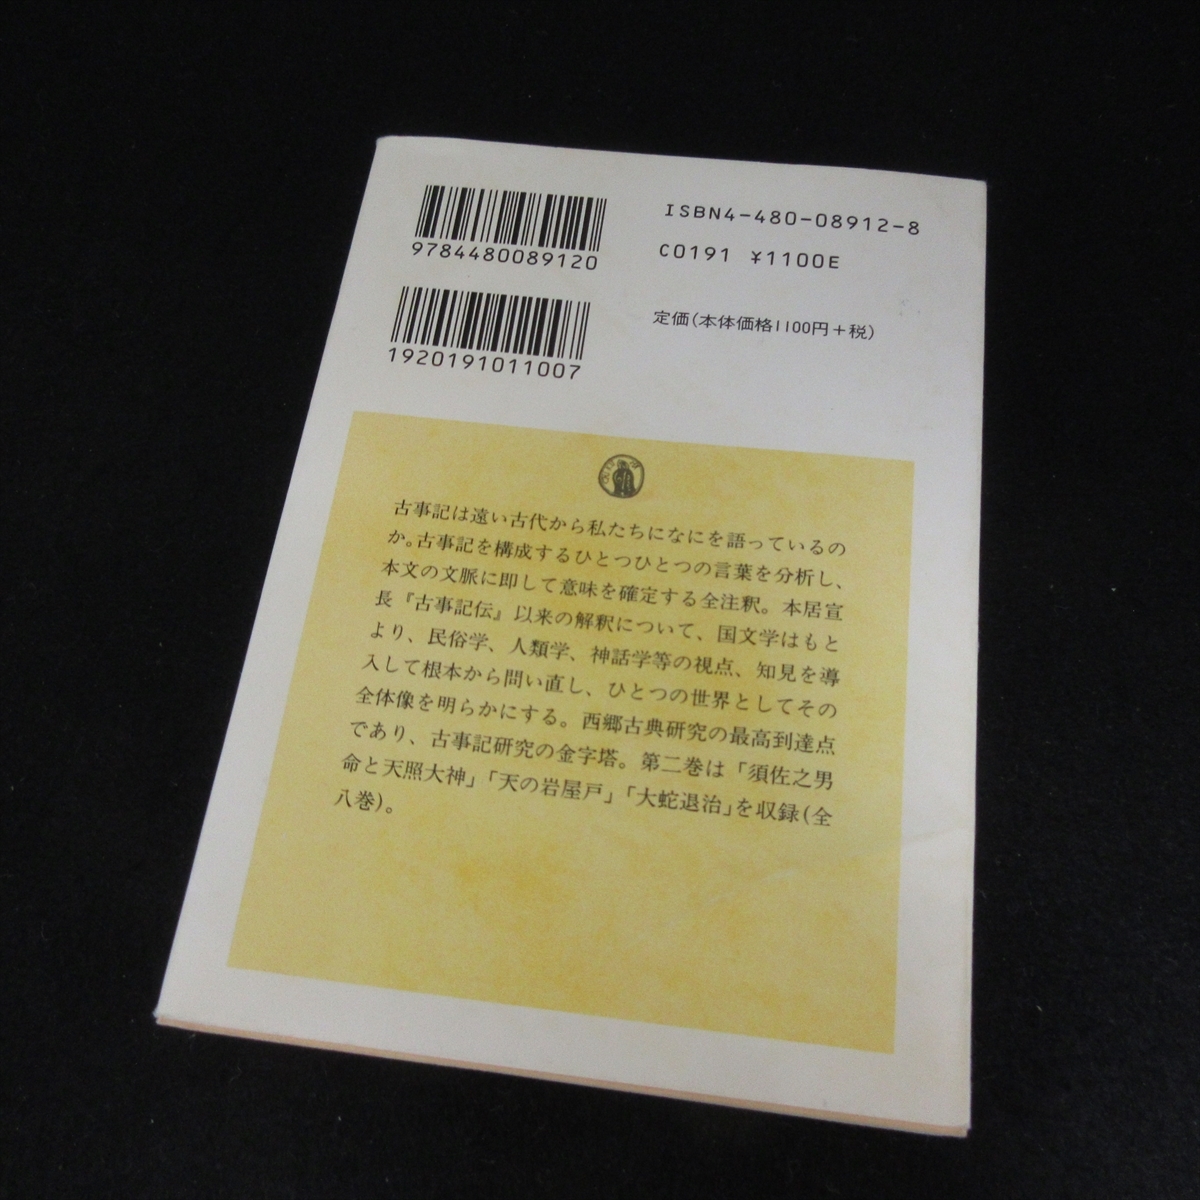 9784480089120
ISBN4-480-08912-8
C0191 ¥1100E
1920191011007
定価(本体価格1100円+税)
古事記は遠い古代から私たちになにを語っているの
か。古事記を構成するひとつひとつの言葉を分析し、
本文の文脈に即して意味を確定する全注釈。本居宣
長『古事記伝』以来の解釈について、国文学はもと
より、民俗学、人類学、神話学等の視点、知見を導
入して根本から問い直し、ひとつの世界としてその
全体像を明らかにする。西郷古典研究の最高到達点
であり、古事記研究の金字塔。第二巻は「須佐之男
命と天照大神」「天の岩屋戸」「大蛇退治」を収録(全
八巻)。